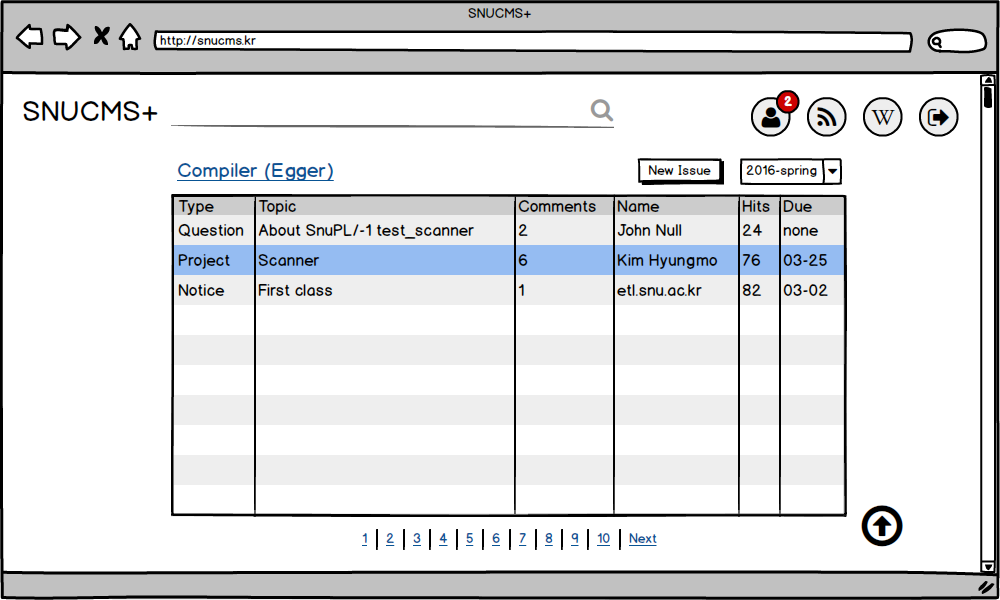 SNUCMS+
http://snucms.kr
SNUCMS+
2
W
Compiler (Egger)
New Issue
2016-spring
Type Topic Comments Name Hits Due
Question About SnuPL/-1 test_scanner 2 John Null 24 none
Project Scanner 6 Kim Hyungmo 76 03-25
Notice First class 1 etl.snu.ac.kr 82 03-02
1 | 2 | 3 | 4 | 5 | 6 | 7 | 8 | 9 | 10 | Next